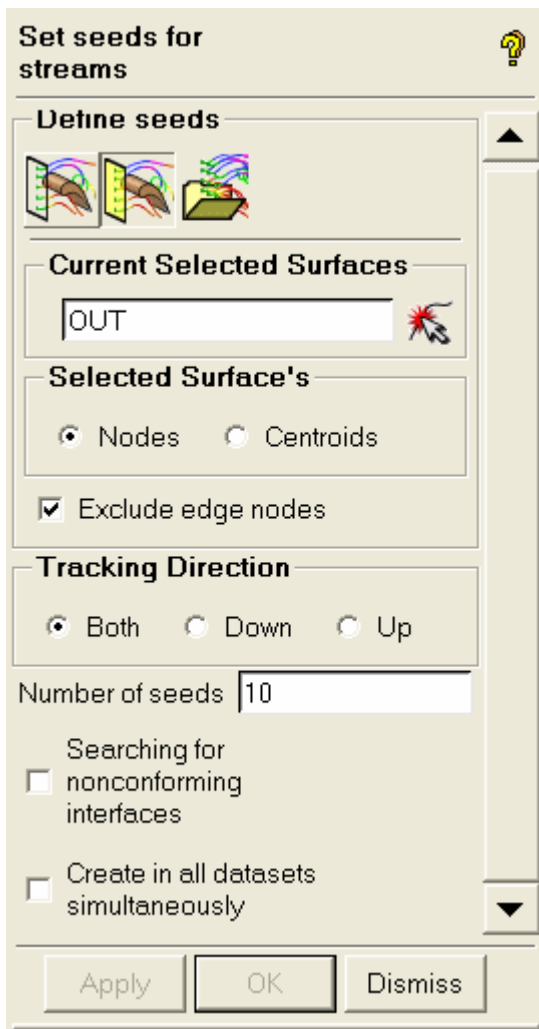 Set seeds for
streams
Define seeds
Current Selected Surfaces
OUT
Selected Surface's
Nodes Centroids
Exclude edge nodes
Tracking Direction
Both Down Up
Number of seeds 10
Searching for
nonconforming
interfaces
Create in all datasets
simultaneously
Apply OK Dismiss